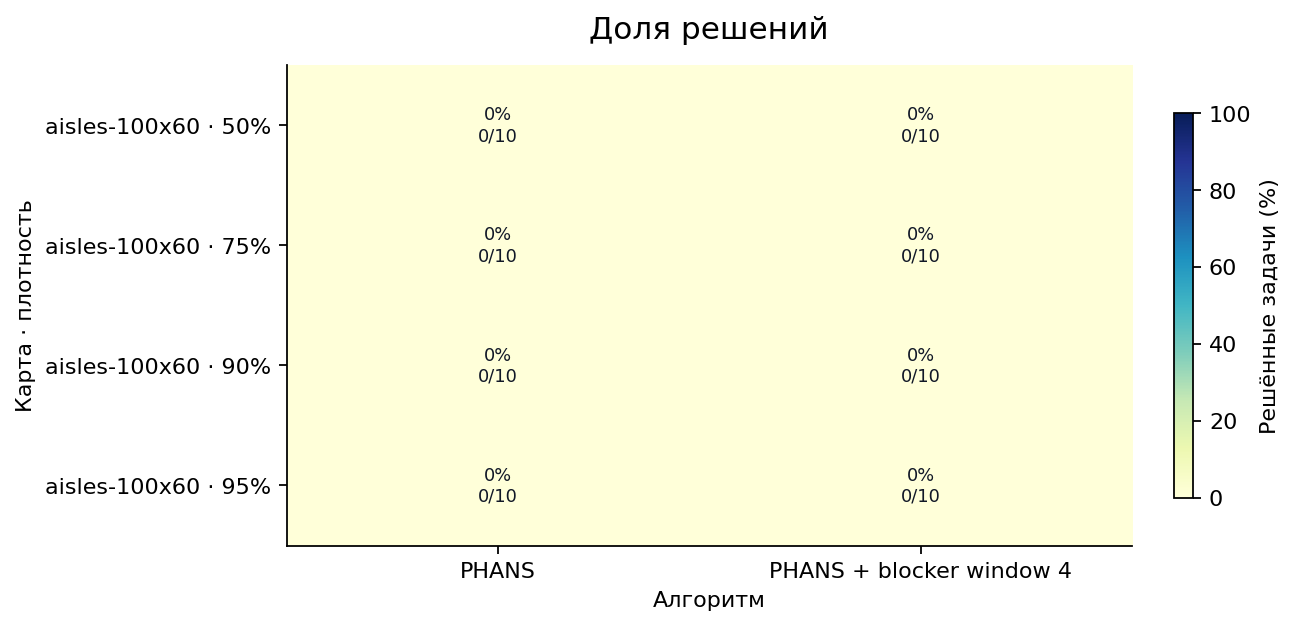 Доля решений
Карта · плотность
aisles-100x60 · 50%
0%
0/10
0%
0/10
aisles-100x60 · 75%
0%
0/10
0%
0/10
aisles-100x60 · 90%
0%
0/10
0%
0/10
aisles-100x60 · 95%
0%
0/10
0%
0/10
PHANS
PHANS + blocker window 4
Алгоритм
100
80
60
40
20
0
Решённые задачи (%)